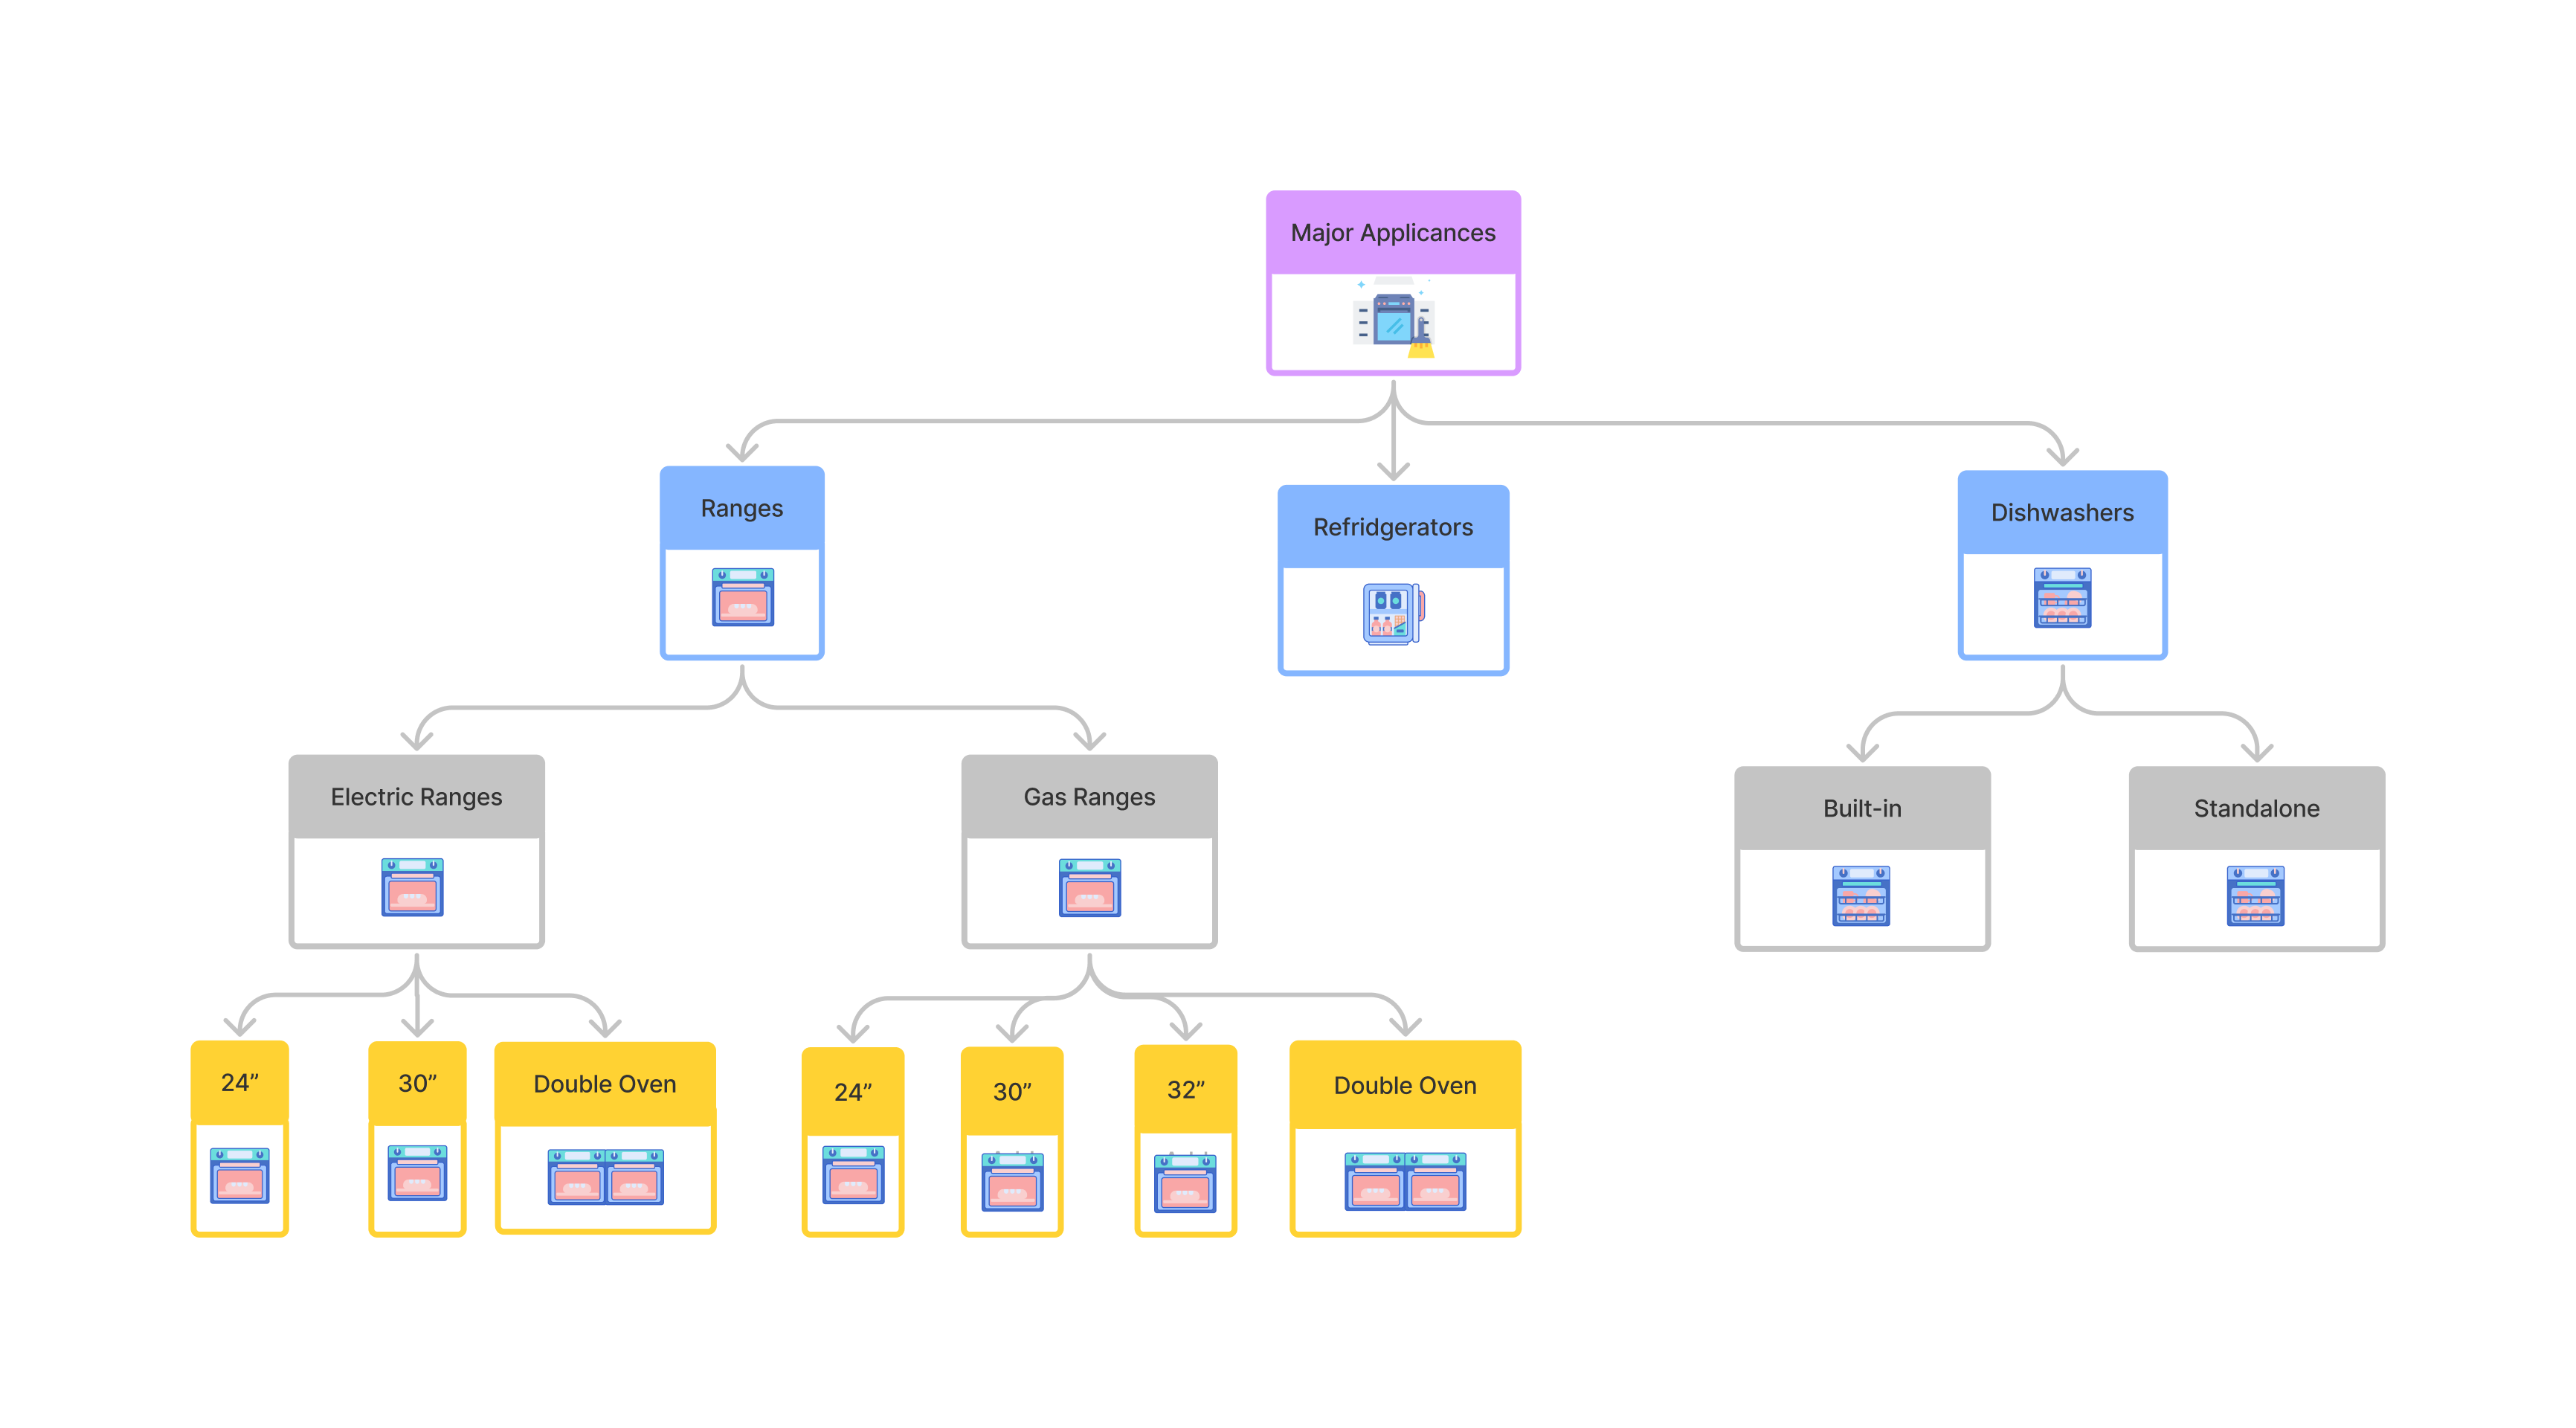 Major Applicances
Ranges
Refridgerators
Dishwashers
Electric Ranges
Gas Ranges
Built-in
Standalone
24”
30”
Double Oven
24”
30”
32”
Double Oven